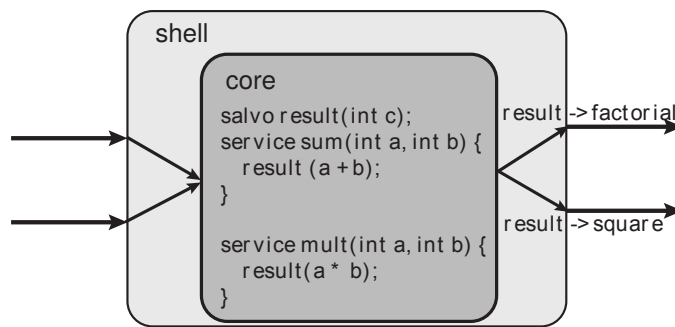 shell
core
salvo result(int c);
service sum(int a, int b) {
result (a+b);
}
service mult(int a, int b) {
result(a * b);
}
result ->factorial
result ->square